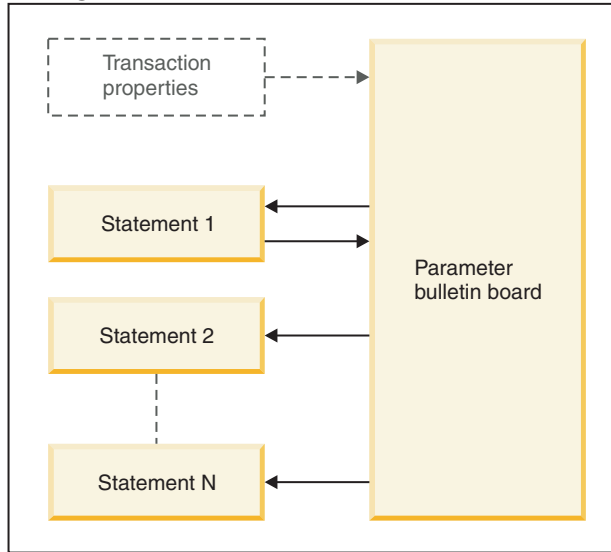 Transaction
properties
Statement 1
Parameter
bulletin board
Statement 2
Statement N